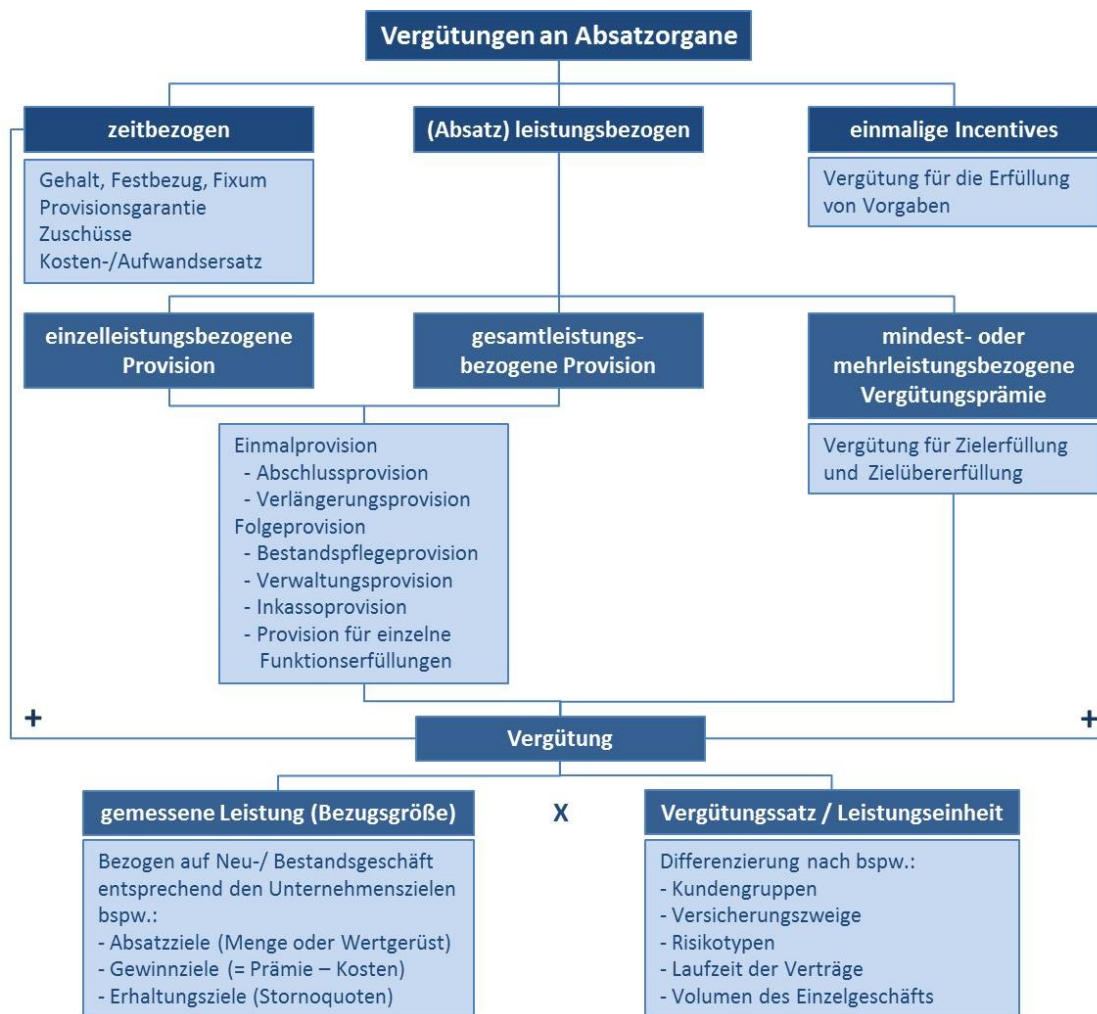 Vergütungen an Absatzorgane
zeitbezogen
Gehalt, Festbezug, Fixum
Provisionsgarantie
Zuschüsse
Kosten-/Aufwandsersatz
(Absatz) leistungsbezogen
einmalige Incentives
Vergütung für die Erfüllung
von Vorgaben
einzelleistungsbezogene
Provision
gesamtleistungs-
bezogene Provision
mindest- oder
mehrleistungsbezogene
Vergütungsprämie
Einmalprovision
- Abschlussprovision
- Verlängerungsprovision
Folgeprovision
- Bestandspflegeprovision
- Verwaltungsprovision
- Inkassoprovision
- Provision für einzelne
Funktionserfüllungen
Vergütung für Zielerfüllung
und Zielübererfüllung
+
Vergütung
+
gemessene Leistung (Bezugsgröße)
X
Vergütungssatz / Leistungseinheit
Bezogen auf Neu-/ Bestandsgeschäft
entsprechend den Unternehmenszielen
bspw.:
- Absatzziele (Menge oder Wertgerüst)
- Gewinnziele (= Prämie – Kosten)
- Erhaltungsziele (Stornoquoten)
Differenzierung nach bspw.:
- Kundengruppen
- Versicherungszweige
- Risikotypen
- Laufzeit der Verträge
- Volumen des Einzelgeschäfts